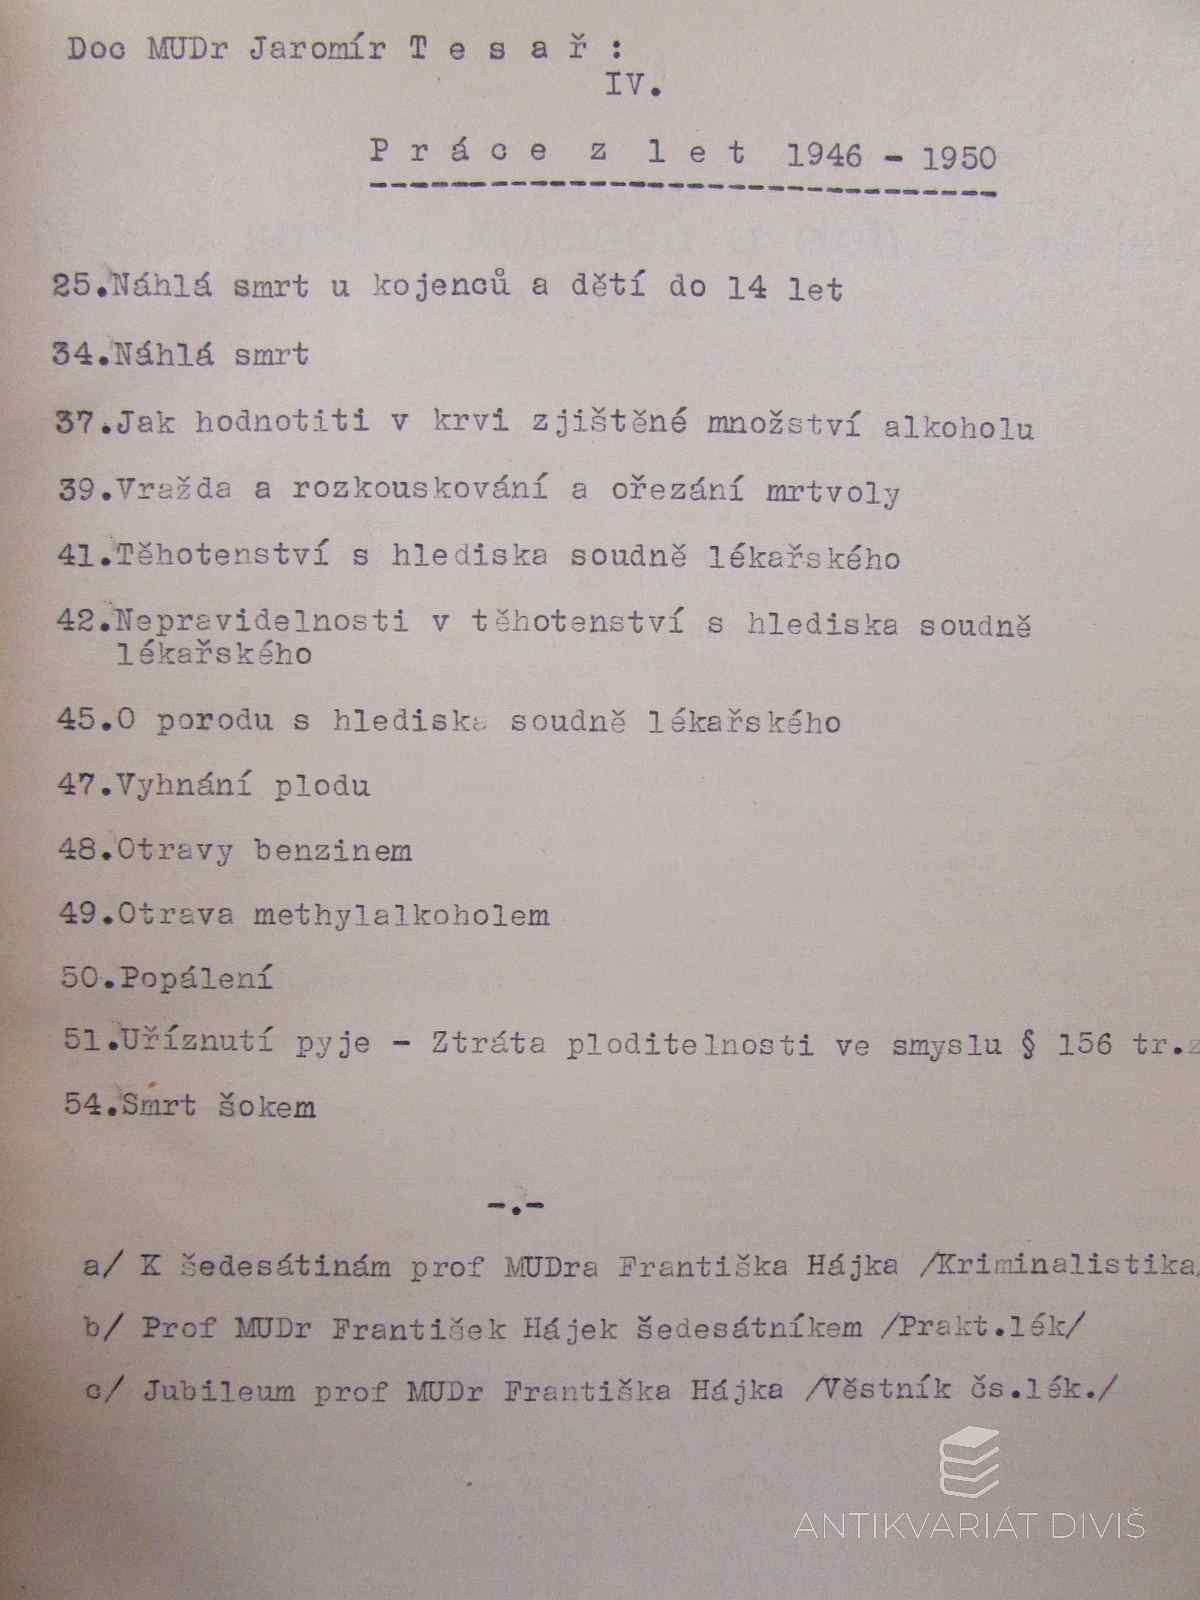 Doc MUDr Jaromír T e s a ř :
IV.
P r á c e  z  l e t  1946 - 1950
25.Náhlá smrt u kojenců a dětí do 14 let
34.Náhlá smrt
37.Jak hodnotiti v krvi zjištěné množství alkoholu
39.Vražda a rozkouskování a ořezání mrtvoly
41.Těhotenství s hlediska soudně lékařského
42.Nepravidelnosti v těhotenství s hlediska soudně
lékařského
45.O porodu s hlediska soudně lékařského
47.Vyhnání plodu
48.Otravy benzinem
49.Otrava methylalkoholem
50.Popálení
51.Uříznutí pyje - Ztráta ploditelnosti ve smyslu § 156 tr.z
54.Smrt šokem
-.-
a/ K šedesátinám prof MUDra Františka Hájka /Kriminalistika/
b/ Prof MUDr František Hájek šedesátníkem /Prakt.lék/
c/ Jubileum prof MUDr Františka Hájka /Věstník čs.lék./
ANTIKVARIÁT DIVIŠ